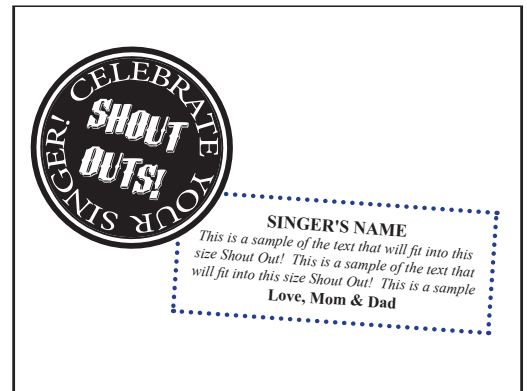 CELEBRATE YOUR SINGER!
SHOUT
OUTS!
SINGER'S NAME
This is a sample of the text that will fit into this
size Shout Out!  This is a sample of the text that
will fit into this size Shout Out!  This is a sample
Love, Mom & Dad